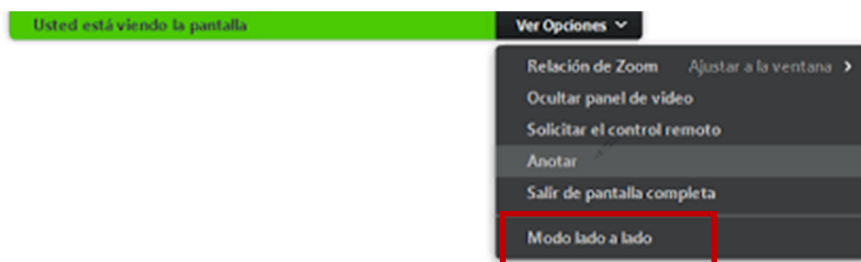 Usted está viendo la pantalla
Ver Opciones
Relación de Zoom Ajustar a la ventana
Ocultar panel de video
Solicitar el control remoto
Anotar
Salir de pantalla completa
Modo lado a lado